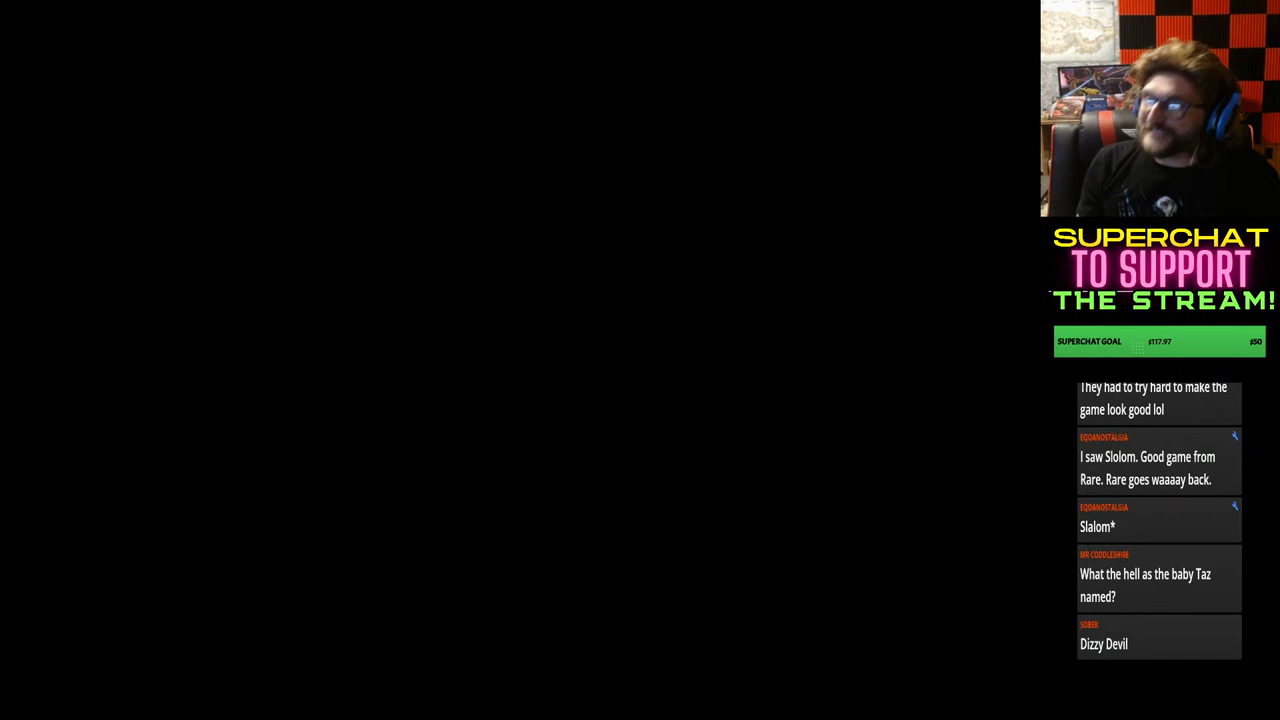 SUPERCHAT
TO SUPPORT
THE STREAM!
SUPERCHAT GOAL $117.97 $50
They had to try hard to make the
game look good lol
EQDANOSTALGIA
I saw Slolom. Good game from
Rare. Rare goes waaaay back.
EQDANOSTALGIA
Slalom*
MR CODDLESHIRE
What the hell as the baby Taz
named?
SOBEK
Dizzy Devil